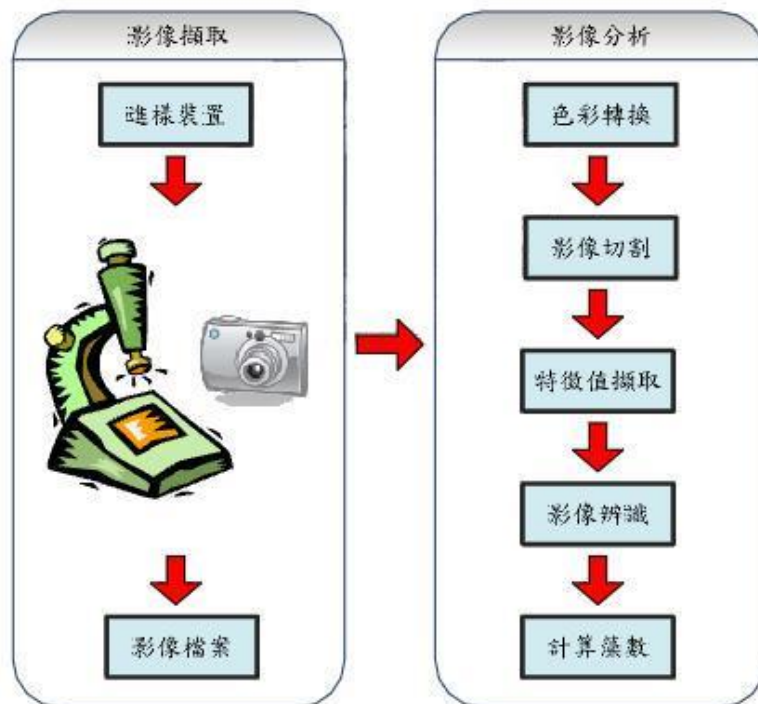 影像擷取
進樣裝置
影像檔案
影像分析
色彩轉換
影像切割
特徵值擷取
影像辨識
計算藻數